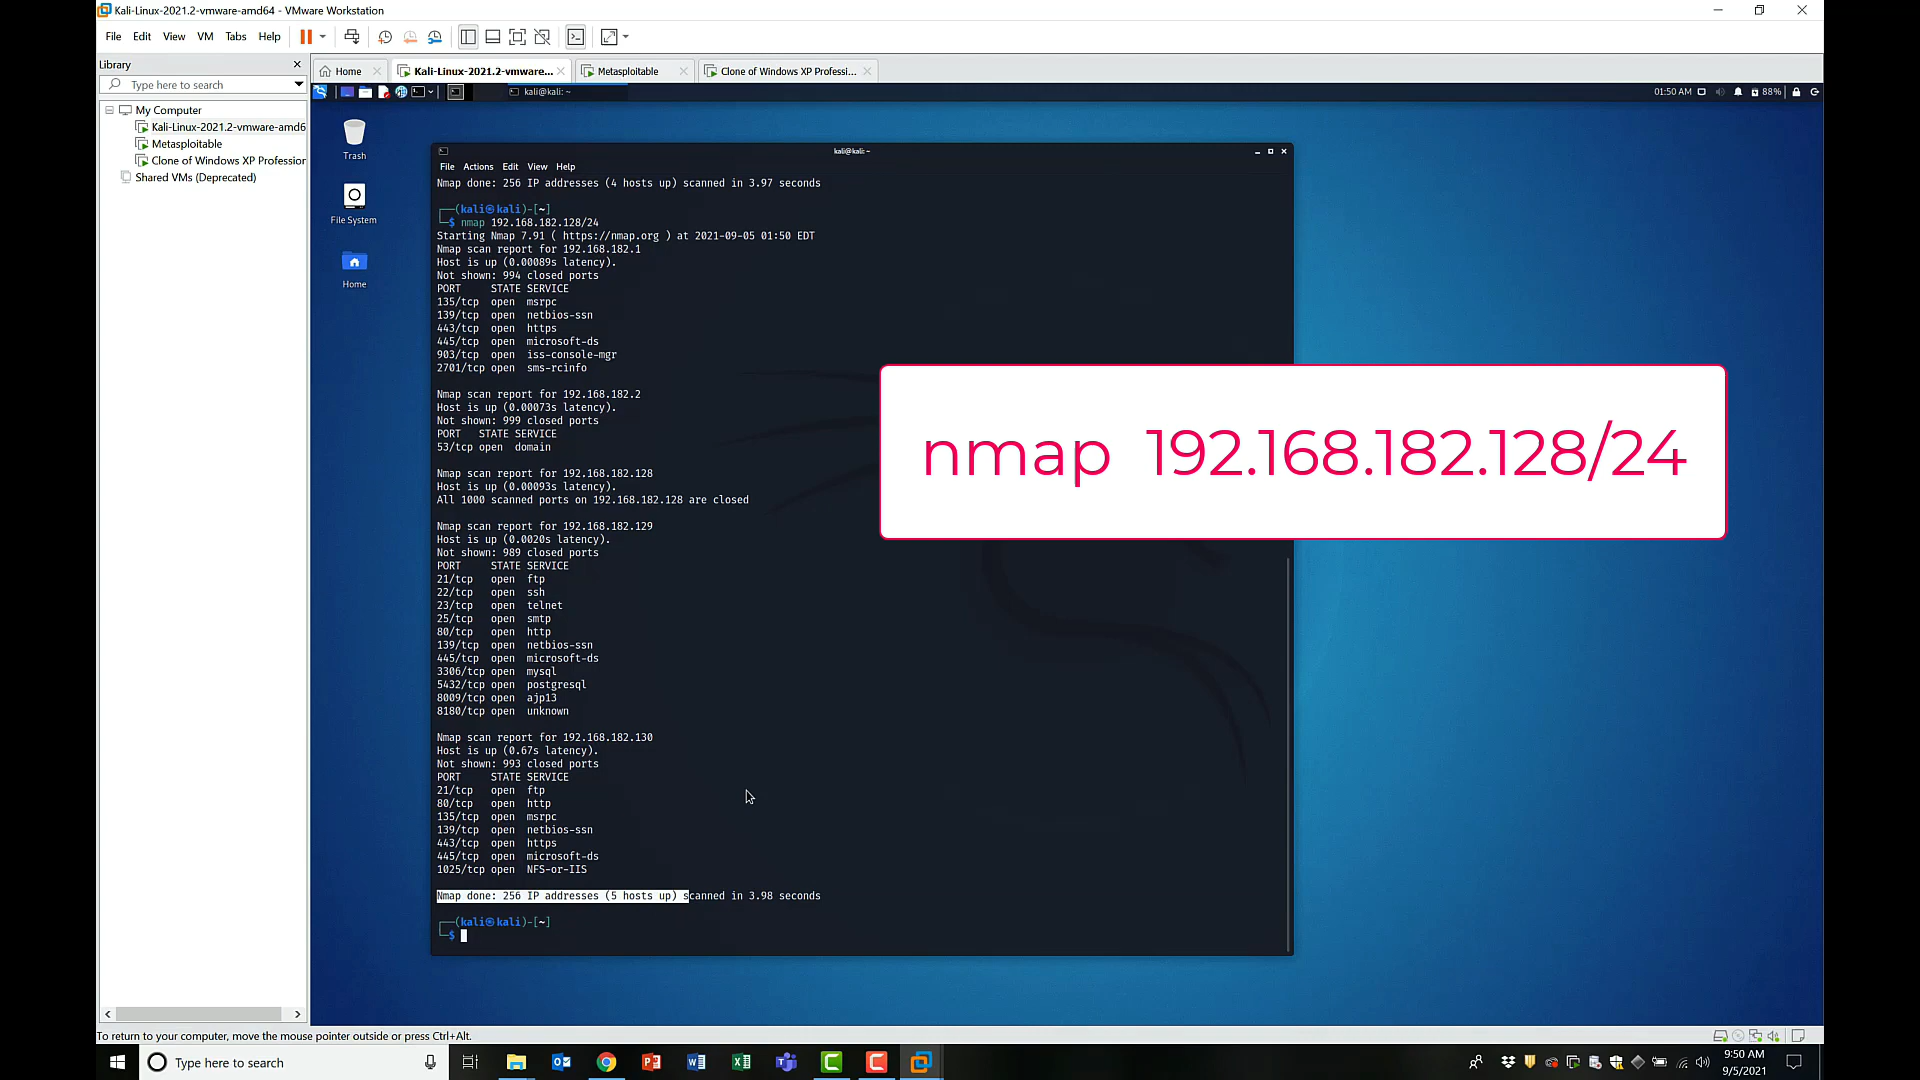 Kali-Linux-2021.2-vmware-amd64 - VMware Workstation
File Edit View VM Tabs Help
Library
Type here to search
My Computer
Kali-Linux-2021.2-vmware-amd6
Metasploitable
Clone of Windows XP Profession
Shared VMs (Deprecated)
Home
Kali-Linux-2021.2-vmware...
Metasploitable
Clone of Windows XP Professi...
kali@kali: ~
01:50 AM
88%
Trash
File System
Home
kali@kali: ~
File Actions Edit View Help
Nmap done: 256 IP addresses (4 hosts up) scanned in 3.97 seconds
(kali㉿kali)-[~]
$ nmap 192.168.182.128/24
Starting Nmap 7.91 ( https://nmap.org ) at 2021-09-05 01:50 EDT
Nmap scan report for 192.168.182.1
Host is up (0.00089s latency).
Not shown: 994 closed ports
PORT STATE SERVICE
135/tcp open msrpc
139/tcp open netbios-ssn
443/tcp open https
445/tcp open microsoft-ds
903/tcp open iss-console-mgr
2701/tcp open sms-rcinfo
Nmap scan report for 192.168.182.2
Host is up (0.00073s latency).
Not shown: 999 closed ports
PORT STATE SERVICE
53/tcp open domain
Nmap scan report for 192.168.182.128
Host is up (0.00093s latency).
All 1000 scanned ports on 192.168.182.128 are closed
Nmap scan report for 192.168.182.129
Host is up (0.0020s latency).
Not shown: 989 closed ports
PORT STATE SERVICE
21/tcp open ftp
22/tcp open ssh
23/tcp open telnet
25/tcp open smtp
80/tcp open http
139/tcp open netbios-ssn
445/tcp open microsoft-ds
3306/tcp open mysql
5432/tcp open postgresql
8009/tcp open ajp13
8180/tcp open unknown
Nmap scan report for 192.168.182.130
Host is up (0.67s latency).
Not shown: 993 closed ports
PORT STATE SERVICE
21/tcp open ftp
80/tcp open http
135/tcp open msrpc
139/tcp open netbios-ssn
443/tcp open https
445/tcp open microsoft-ds
1025/tcp open NFS-or-IIS
Nmap done: 256 IP addresses (5 hosts up) scanned in 3.98 seconds
(kali㉿kali)-[~]
$
nmap 192.168.182.128/24
To return to your computer, move the mouse pointer outside or press Ctrl+Alt.
Type here to search
9:50 AM
9/5/2021